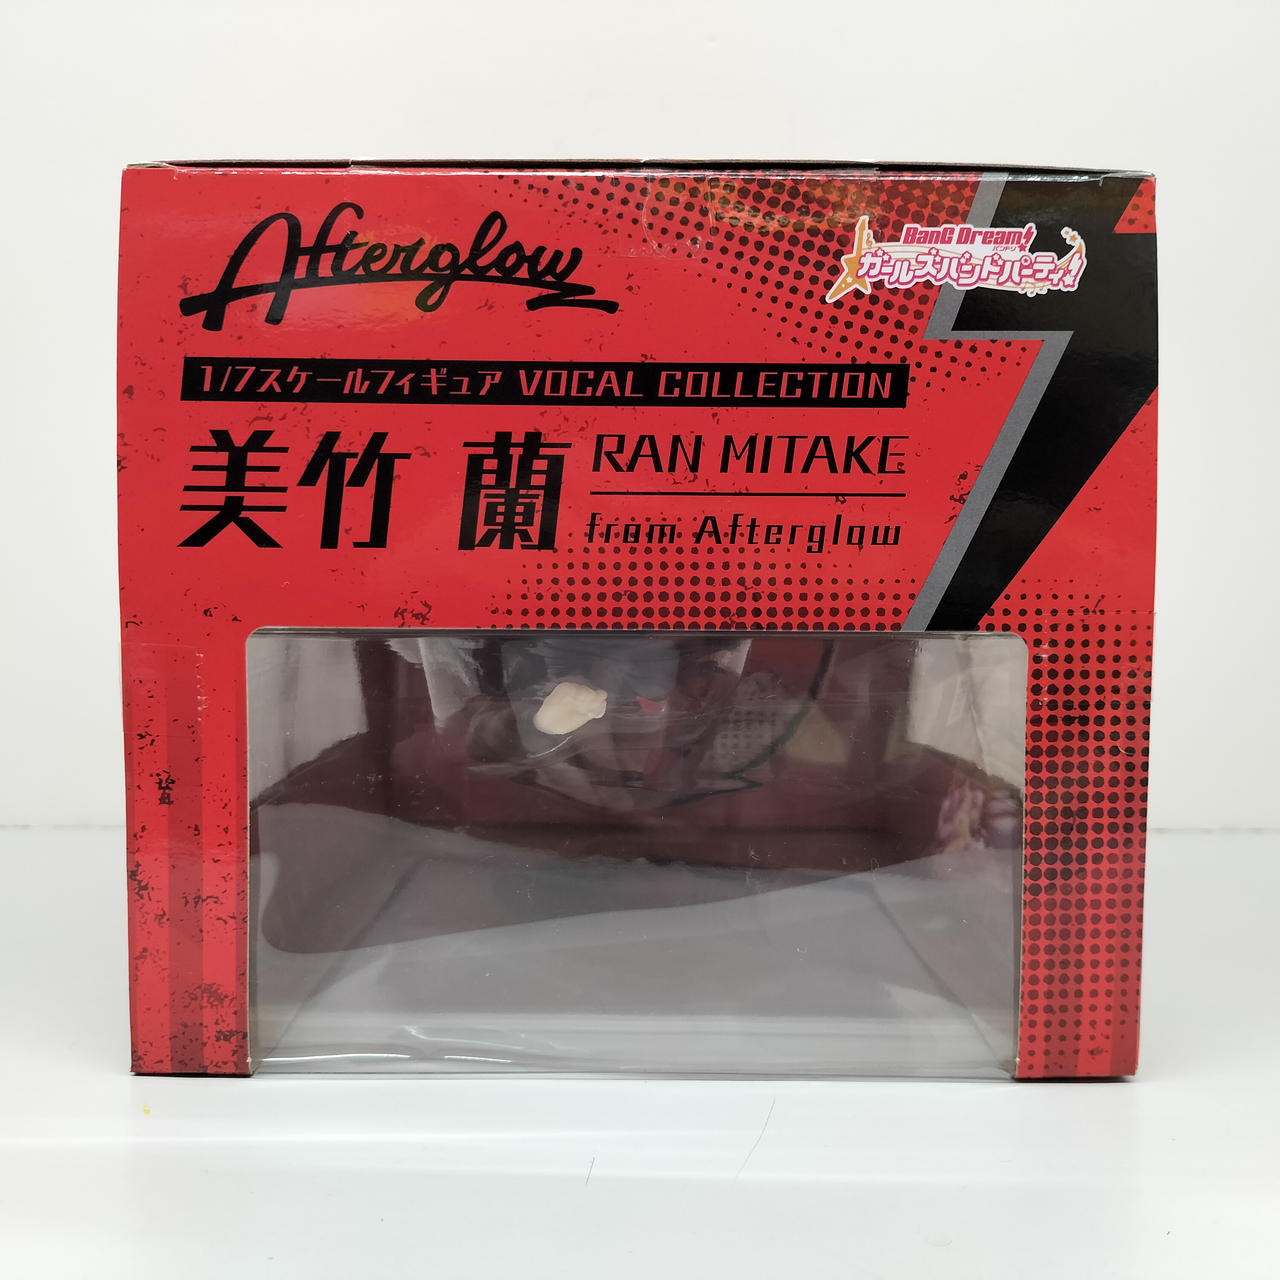 Afterglow
BanG Dream!
バンドリ
ガールズバンドパーティ!
1/7スケールフィギュア VOCAL COLLECTION
美竹 蘭
RAN MITAKE
from Afterglow